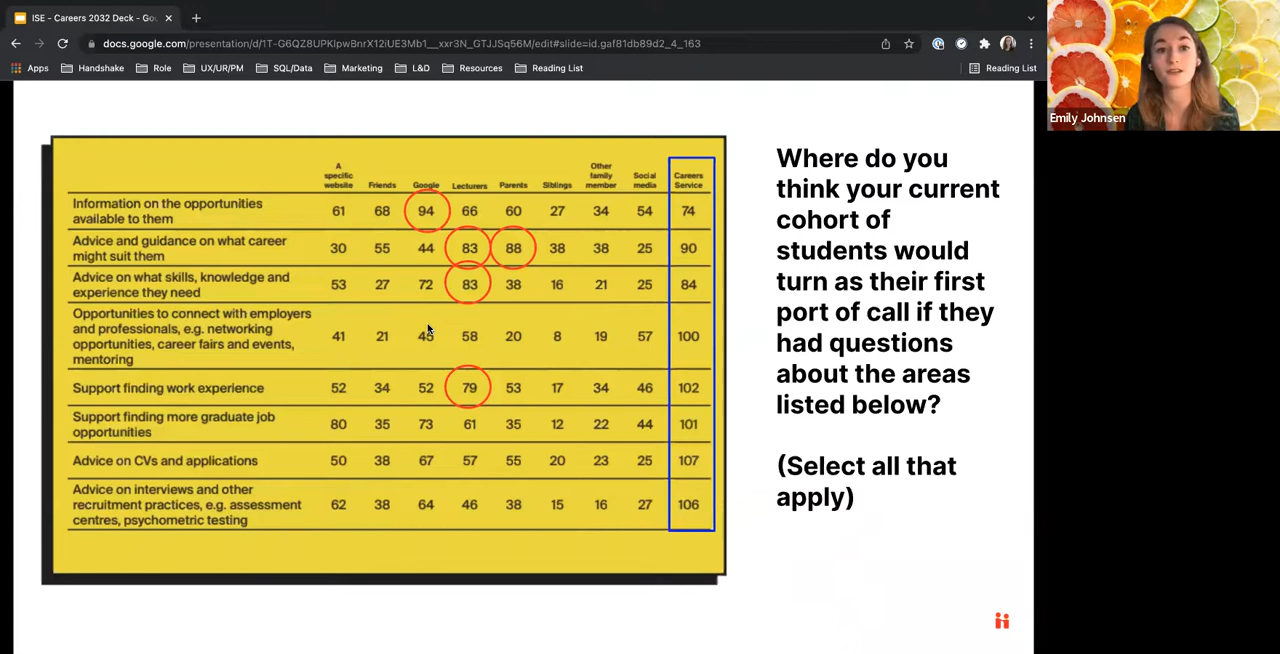 ISE - Careers 2032 Deck - Goo
docs.google.com/presentation/d/1T-G6QZ8UPKIpwBnrX12iUE3Mb1__xxr3N_GTJJSq56M/edit#slide=id.gaf81db89d2_4_163
Apps Handshake Role UX/UR/PM SQL/Data Marketing L&D Resources Reading List Reading List
Emily Johnsen
A specific website Friends Google Lecturers Parents Siblings Other family member Social media Careers Service
Information on the opportunities
available to them 61 68 94 66 60 27 34 54 74
Advice and guidance on what career
might suit them 30 55 44 83 88 38 38 25 90
Advice on what skills, knowledge and
experience they need 53 27 72 83 38 16 21 25 84
Opportunities to connect with employers
and professionals, e.g. networking
opportunities, career fairs and events,
mentoring 41 21 45 58 20 8 19 57 100
Support finding work experience 52 34 52 79 53 17 34 46 102
Support finding more graduate job
opportunities 80 35 73 61 35 12 22 44 101
Advice on CVs and applications 50 38 67 57 55 20 23 25 107
Advice on interviews and other
recruitment practices, e.g. assessment
centres, psychometric testing 62 38 64 46 38 15 16 27 106
Where do you
think your current
cohort of
students would
turn as their first
port of call if they
had questions
about the areas
listed below?
(Select all that
apply)